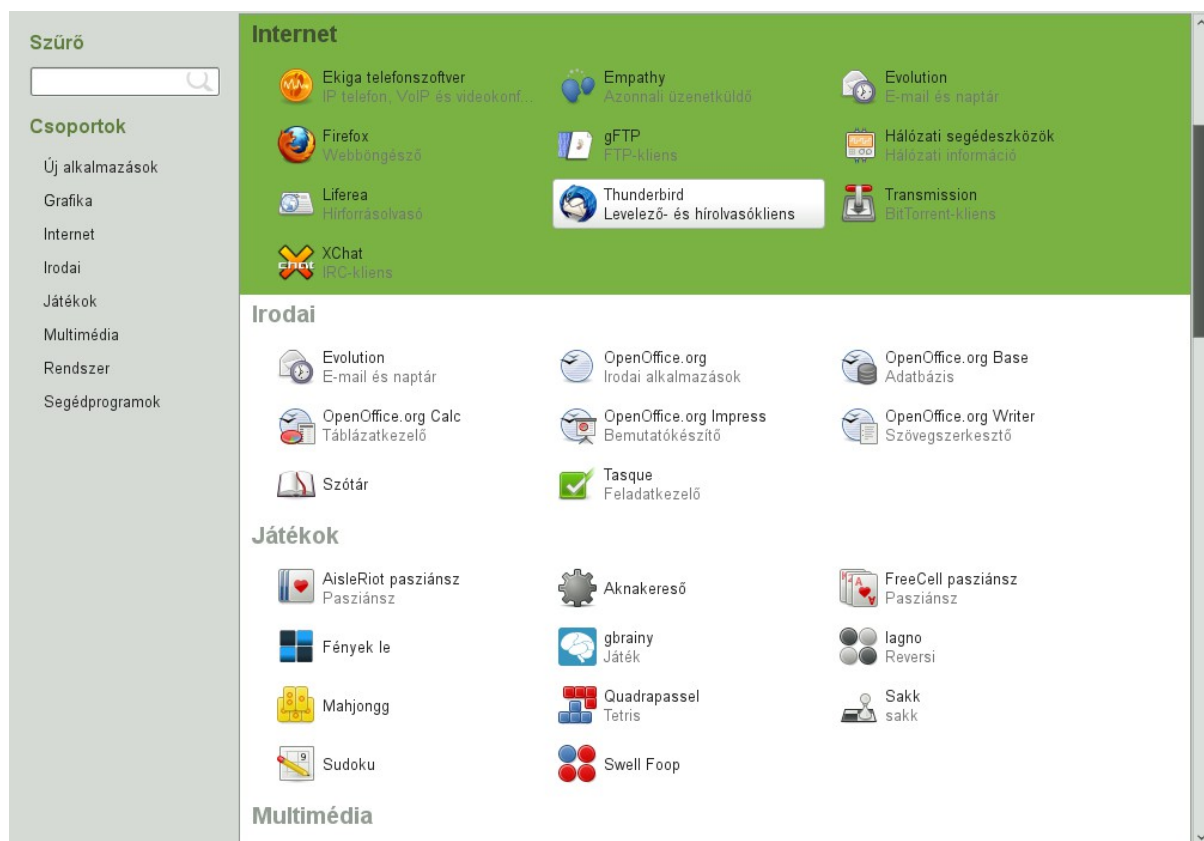 Szűrő
Csoportok
Új alkalmazások
Grafika
Internet
Irodai
Játékok
Multimédia
Rendszer
Segédprogramok
Internet
Ekiga telefonszoftver
IP telefon, VoIP és videokonf...
Empathy
Azonnali üzenetküldő
Evolution
E-mail és naptár
Firefox
Webböngésző
gFTP
FTP-kliens
Hálózati segédeszközök
Hálózati információ
Liferea
Hírforrásolvasó
Thunderbird
Levelező- és hírolvasókliens
Transmission
BitTorrent-kliens
XChat
IRC-kliens
Irodai
Evolution
E-mail és naptár
OpenOffice.org
Irodai alkalmazások
OpenOffice.org Base
Adatbázis
OpenOffice.org Calc
Táblázatkezelő
OpenOffice.org Impress
Bemutatókészítő
OpenOffice.org Writer
Szövegszerkesztő
Szótár
Tasque
Feladatkezelő
Játékok
AisleRiot pasziánsz
Pasziánsz
Aknakereső
FreeCell pasziánsz
Pasziánsz
Fények le
gbrainy
Játék
Iagno
Reversi
Mahjongg
Quadrapassel
Tetris
Sakk
sakk
Sudoku
Swell Foop
Multimédia